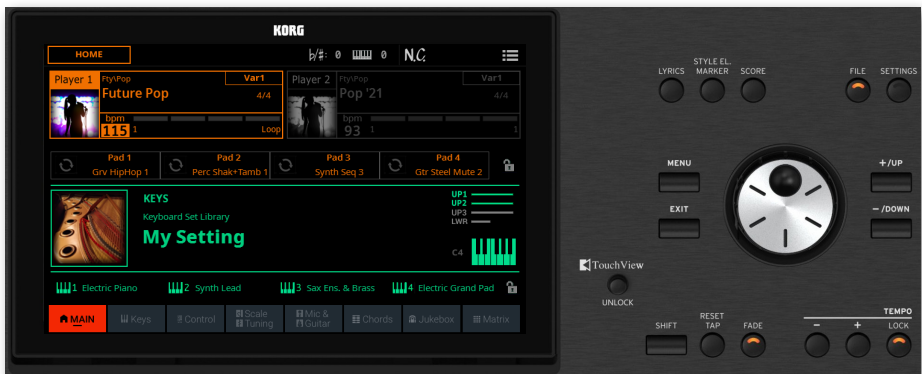 KORG
HOME
b/#: 0
0
N.C.
Player 1
Fty\Pop
Var1
Future Pop
4/4
bpm
115
1
Loop
Player 2
Fty\Pop
Var1
Pop '21
4/4
bpm
93
1
1
Pad 1
Grv HipHop 1
Pad 2
Perc Shak+Tamb 1
Pad 3
Synth Seq 3
Pad 4
Gtr Steel Mute 2
KEYS
Keyboard Set Library
My Setting
UP1
UP2
UP3
LWR
C4
1 Electric Piano
2 Synth Lead
3 Sax Ens. & Brass
4 Electric Grand Pad
MAIN
Keys
Control
Scale
Tuning
Mic &
Guitar
Chords
Jukebox
Matrix
LYRICS
STYLE EL.
MARKER
SCORE
FILE
SETTINGS
MENU
EXIT
+/UP
-/DOWN
TouchView
UNLOCK
SHIFT
RESET
TAP
FADE
TEMPO
-
+
LOCK